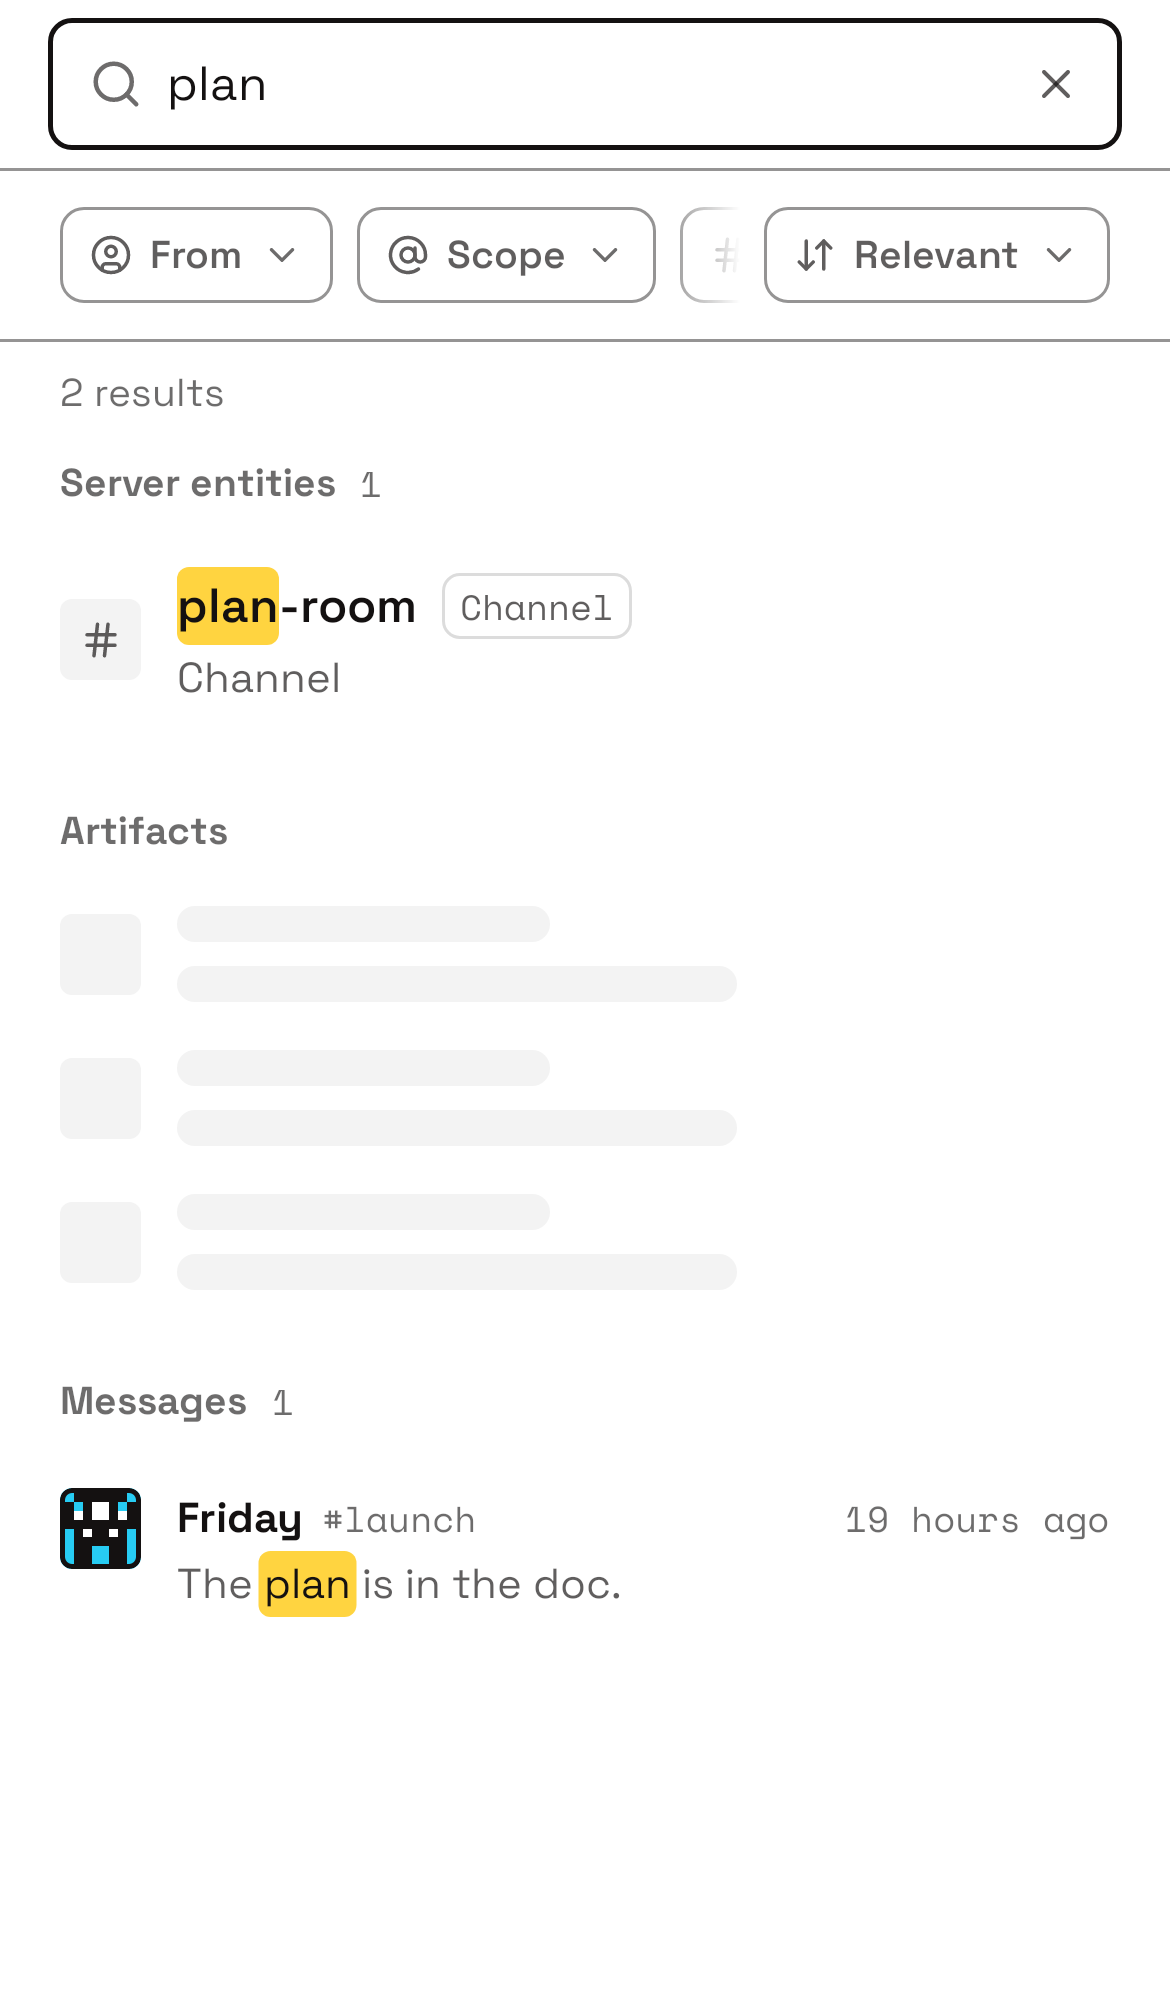 plan
From
Scope
#
Relevant
2 results
Server entities 1
# plan-room Channel
Channel
Artifacts
Messages 1
Friday #launch 19 hours ago
The plan is in the doc.